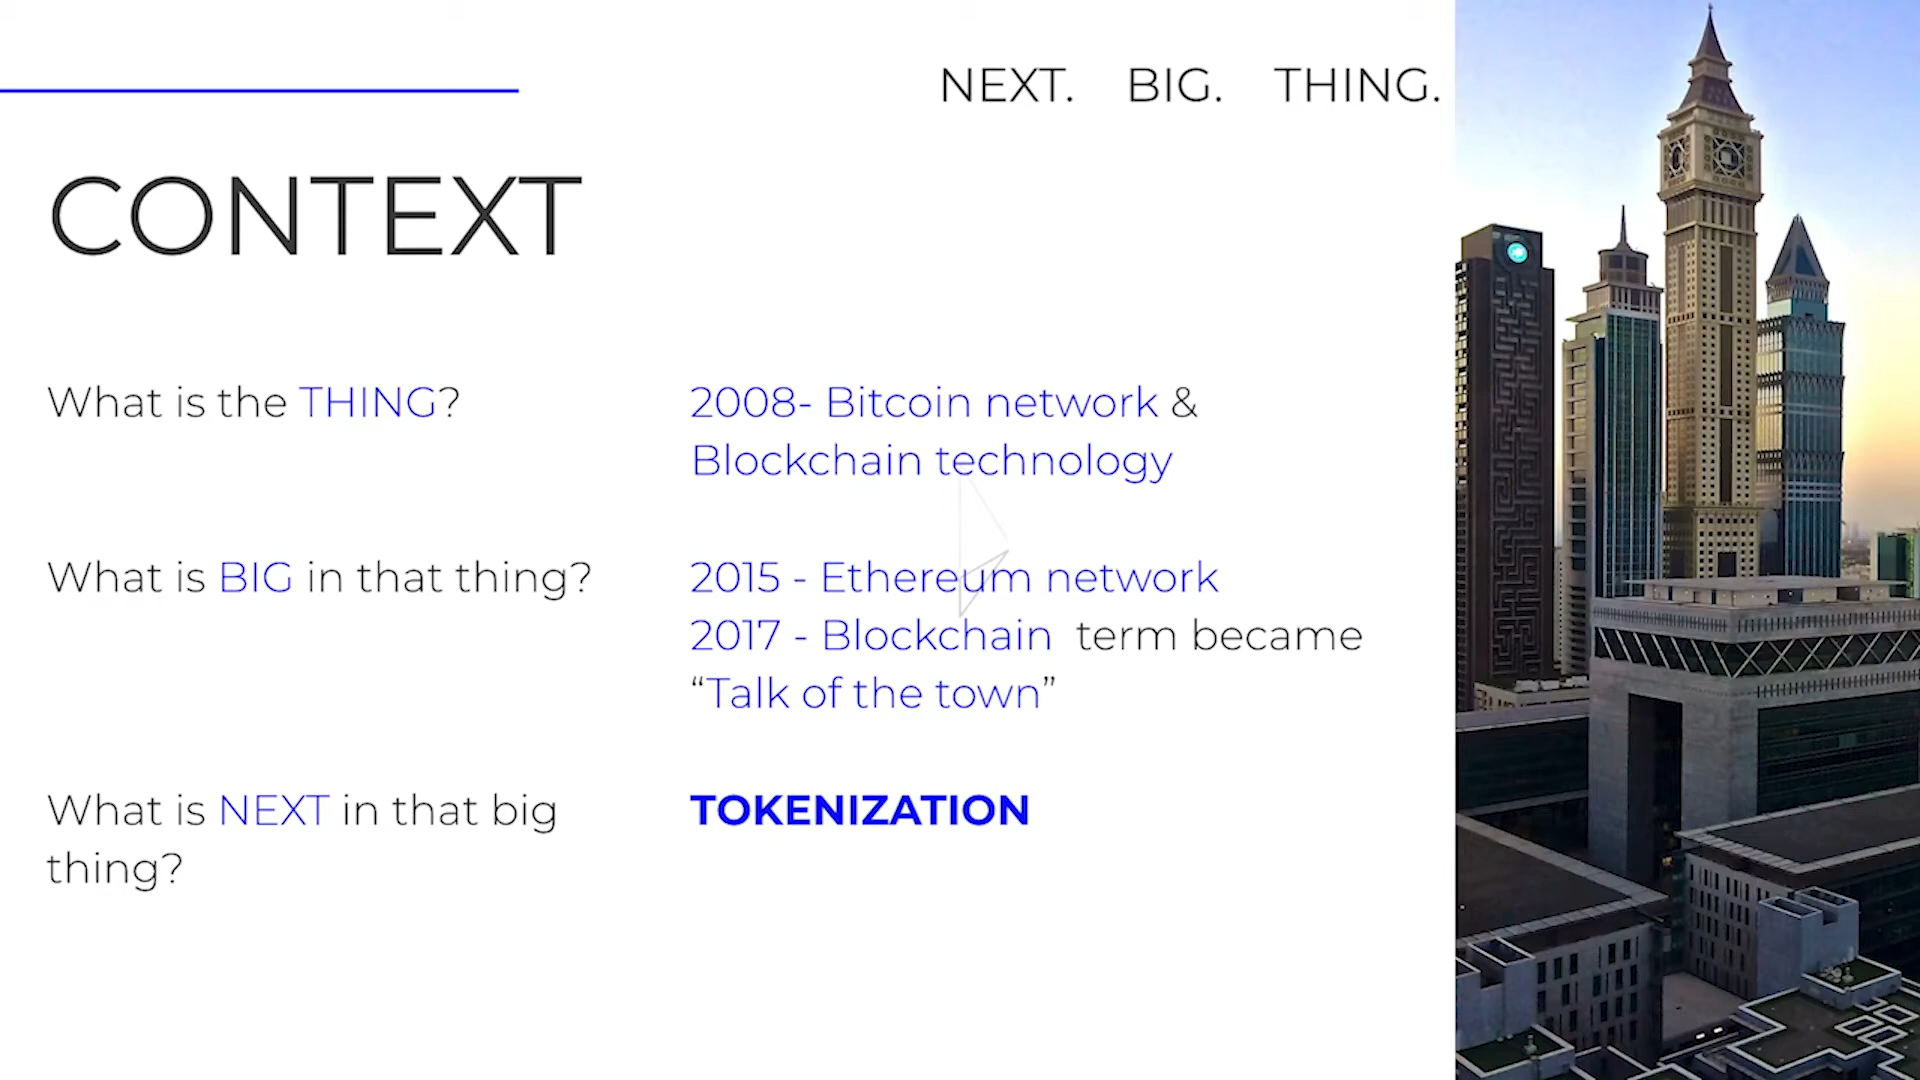 NEXT. BIG. THING.
CONTEXT
What is the THING?
2008- Bitcoin network &
Blockchain technology
What is BIG in that thing?
2015 - Ethereum network
2017 - Blockchain term became
“Talk of the town”
What is NEXT in that big
thing?
TOKENIZATION